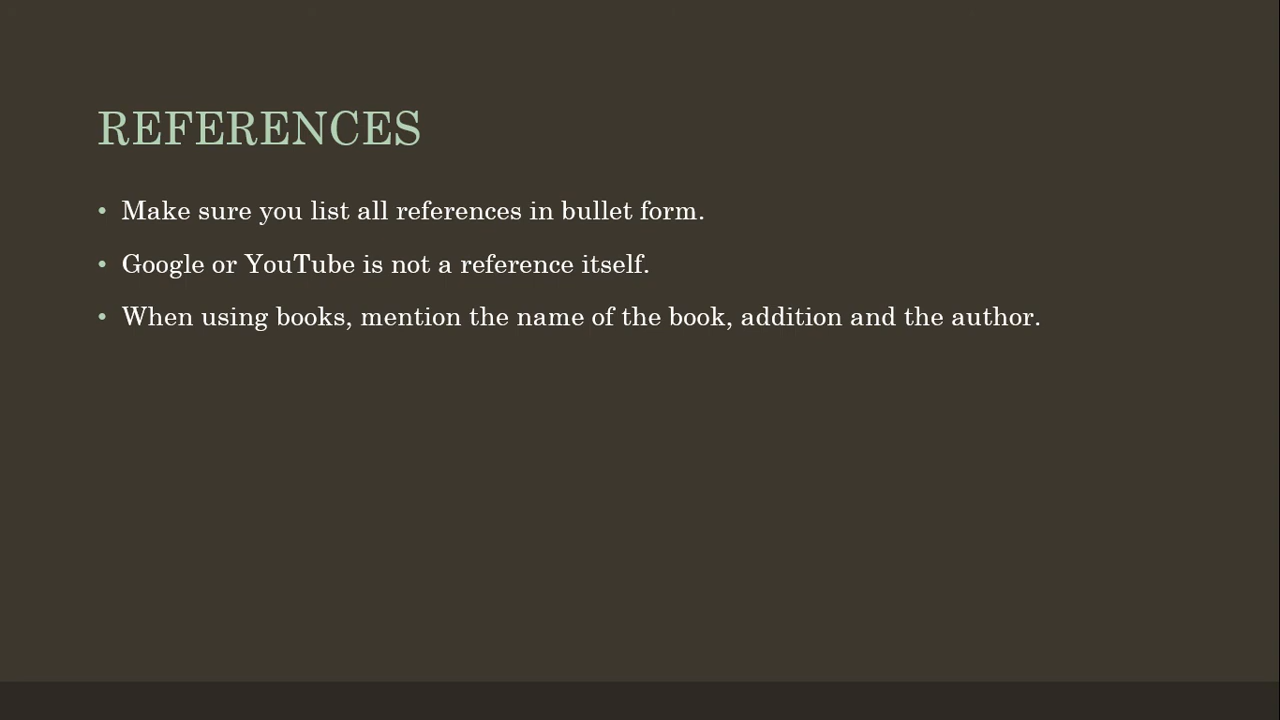 REFERENCES
• Make sure you list all references in bullet form.
• Google or YouTube is not a reference itself.
• When using books, mention the name of the book, addition and the author.